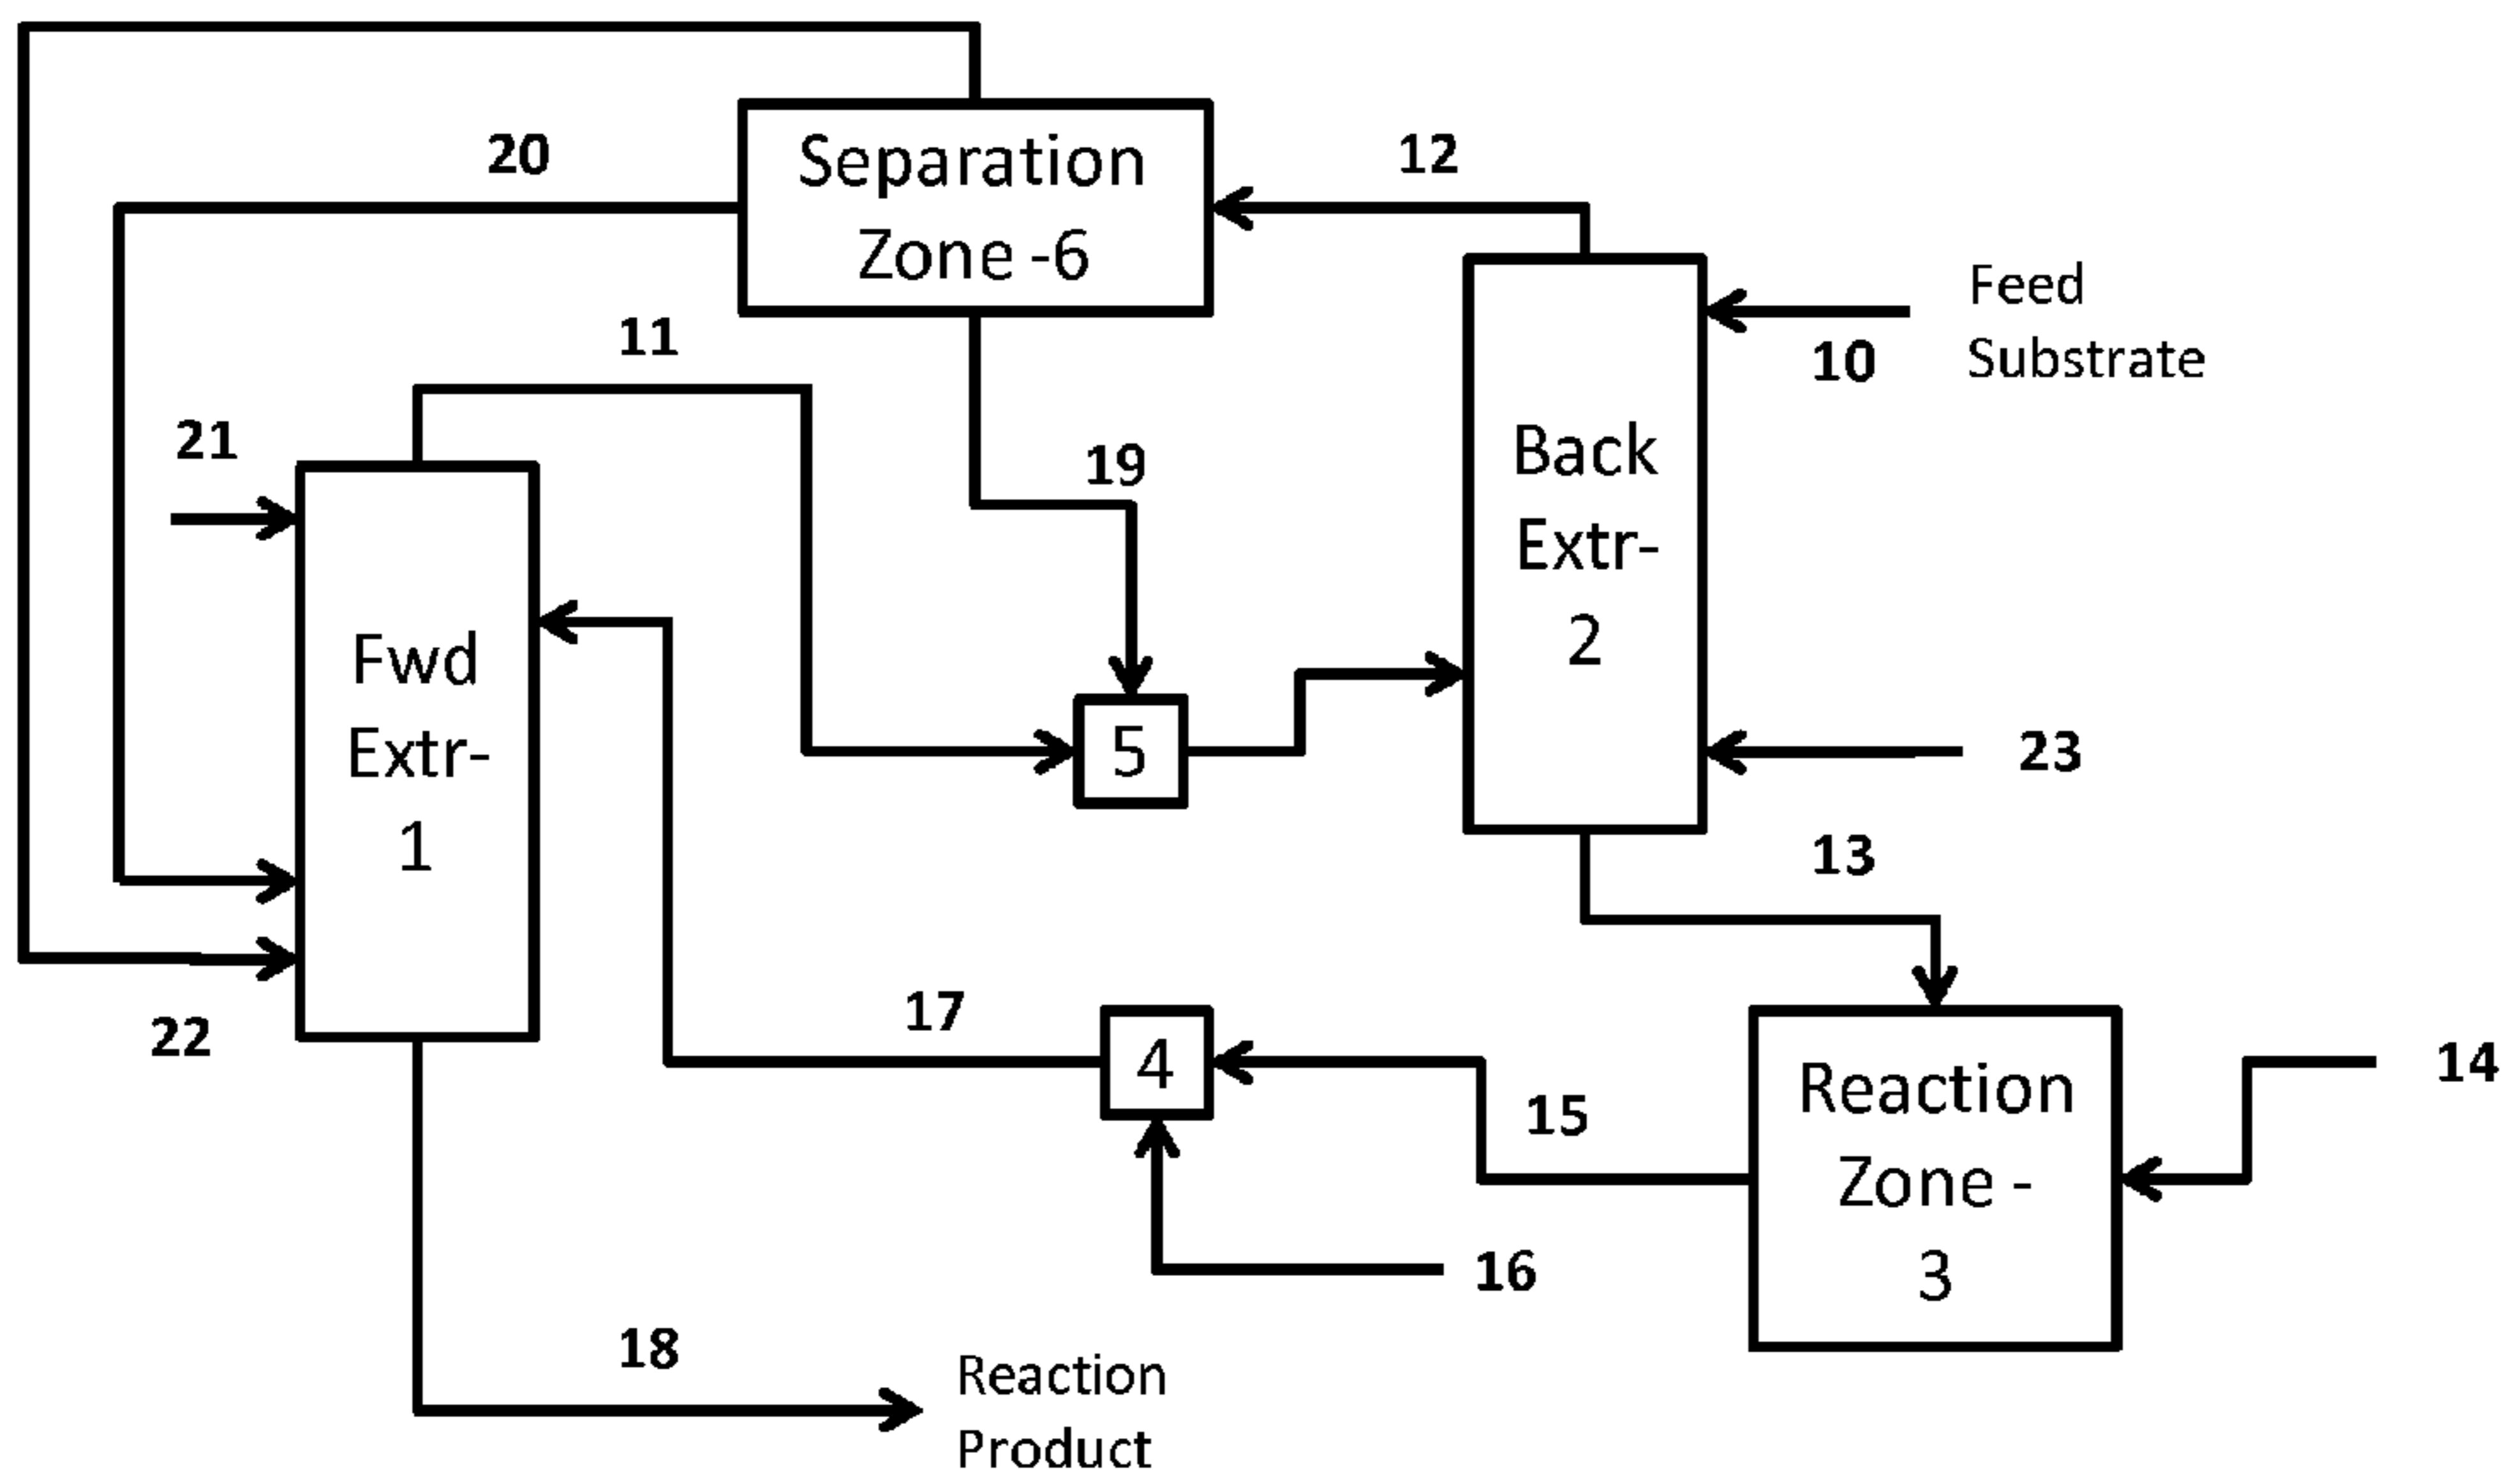 20
Separation
Zone -6
12
Feed
Substrate
10
11
21
19
Back
Extr-
2
Fwd
Extr-
1
5
23
13
22
17
4
15
Reaction
Zone -
3
14
16
18
Reaction
Product